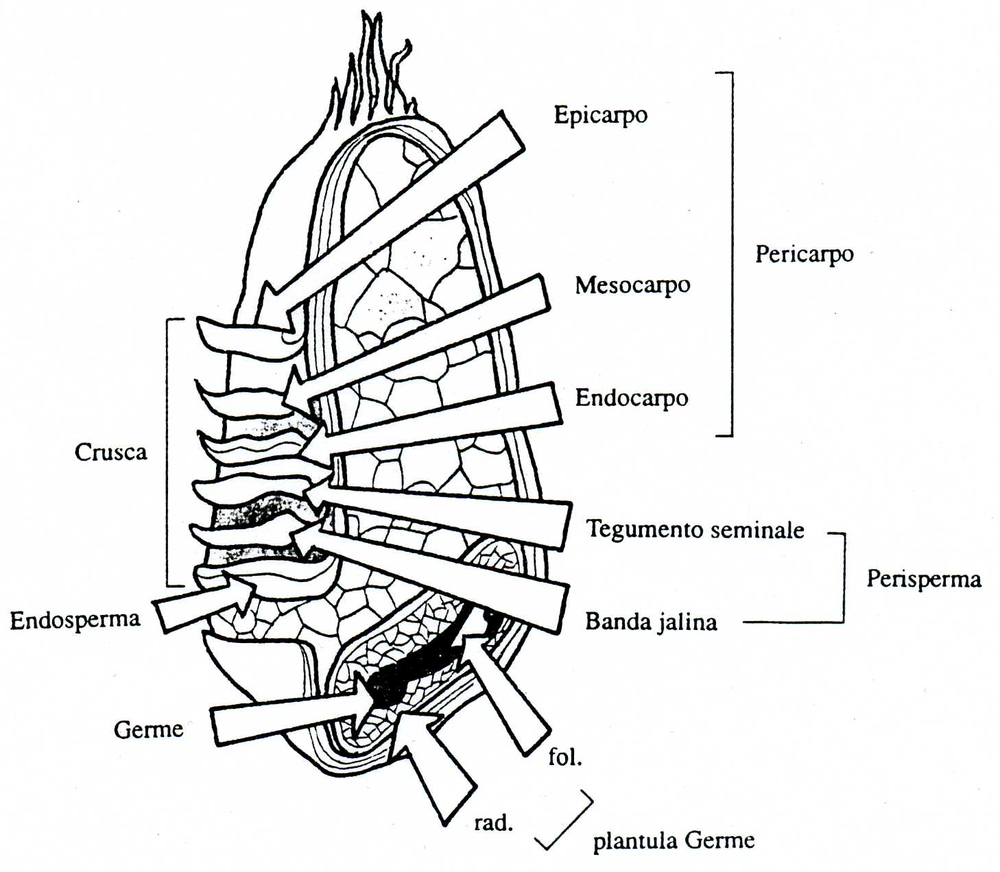 Epicarpo
Pericarpo
Mesocarpo
Endocarpo
Crusca
Tegumento seminale
Perisperma
Endosperma
Banda jalina
Germe
fol.
rad.
plantula Germe